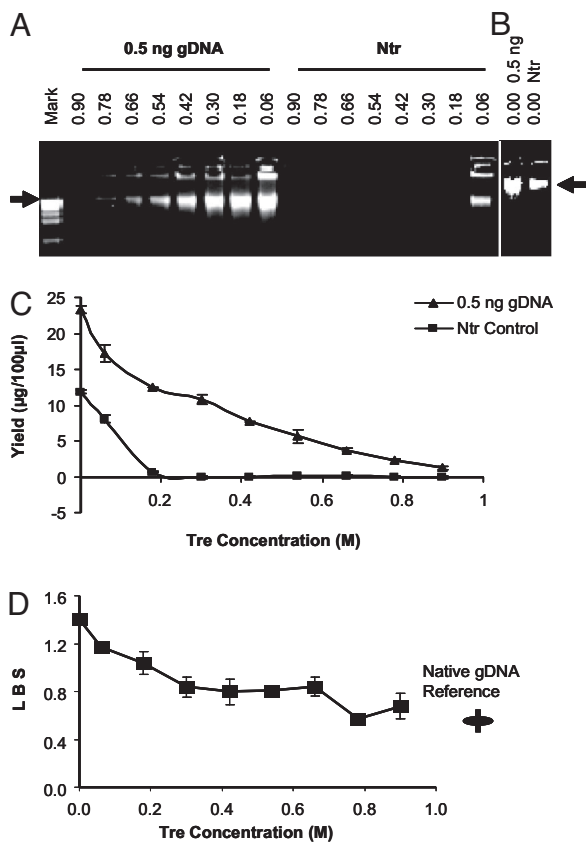 A
B
0.5 ng gDNA
Ntr
Mark
0.90
0.78
0.66
0.54
0.42
0.30
0.18
0.06
0.90
0.78
0.66
0.54
0.42
0.30
0.18
0.06
0.00 0.5 ng
0.00 Ntr
C
25
20
15
10
5
0
-5
Yield (µg/100µl)
0.5 ng gDNA
Ntr Control
0.2
0.4
0.6
0.8
1
Tre Concentration (M)
D
1.6
1.2
0.8
0.4
0.0
L B S
Native gDNA
Reference
0.0
0.2
0.4
0.6
0.8
1.0
Tre Concentration (M)